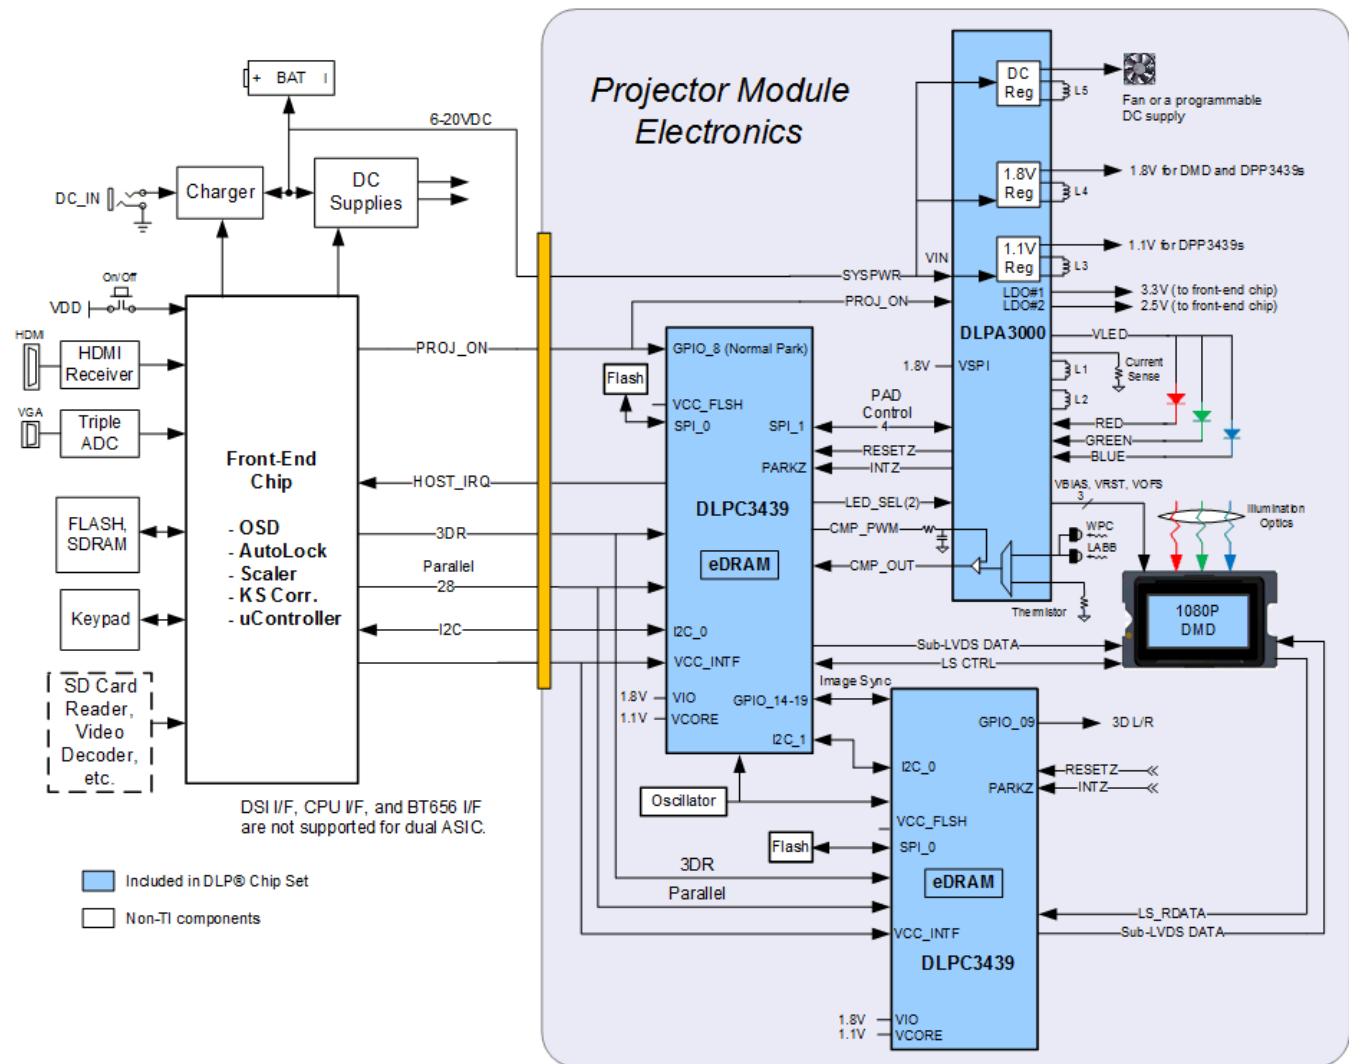 Projector Module
Electronics
+ BAT I
6-20VDC
DC_IN
Charger
DC
Supplies
On/Off
VDD
HDMI
HDMI
Receiver
VGA
Triple
ADC
FLASH,
SDRAM
Keypad
SD Card
Reader,
Video
Decoder,
etc.
Front-End
Chip
- OSD
- AutoLock
- Scaler
- KS Corr.
- uController
PROJ_ON
HOST_IRQ
3DR
Parallel
28
I2C
DSI I/F, CPU I/F, and BT656 I/F
are not supported for dual ASIC.
Included in DLP® Chip Set
Non-TI components
SYSPWR
VIN
PROJ_ON
GPIO_8 (Normal Park)
Flash
VCC_FLSH
SPI_0
SPI_1
PARKZ
DLPC3439
eDRAM
I2C_0
VCC_INTF
1.8V
VIO
1.1V
VCORE
GPIO_14-19
I2C_1
Oscillator
PAD
Control
4
RESETZ
INTZ
LED_SEL(2)
CMP_PWM
CMP_OUT
Sub-LVDS DATA
LS CTRL
Image Sync
DC
Reg
L5
Fan or a programmable
DC supply
1.8V
Reg
L4
1.8V for DMD and DPP3439s
1.1V
Reg
L3
1.1V for DPP3439s
LDO#1
3.3V (to front-end chip)
LDO#2
2.5V (to front-end chip)
DLPA3000
VLED
1.8V
VSPI
L1
L2
Current
Sense
RED
GREEN
BLUE
VBIAS, VRST, VOFS
3
WPC
LABB
Thermistor
Illumination
Optics
1080P
DMD
GPIO_09
3D L/R
I2C_0
RESETZ
PARKZ
INTZ
VCC_FLSH
Flash
SPI_0
3DR
eDRAM
Parallel
LS_RDATA
VCC_INTF
Sub-LVDS DATA
DLPC3439
1.8V
VIO
1.1V
VCORE